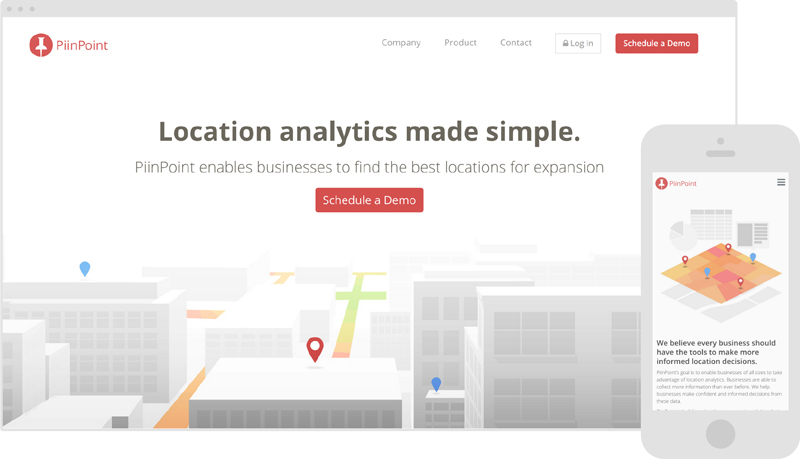 PiinPoint
Company Product Contact Log in Schedule a Demo
Location analytics made simple.
PiinPoint enables businesses to find the best locations for expansion
Schedule a Demo
PiinPoint
We believe every business should
have the tools to make more
informed location decisions.
PiinPoint's goal is to enable businesses of all sizes to take
advantage of location analytics. Businesses are able to
collect more information than ever before. We help
businesses make confident and informed decisions from
these data.